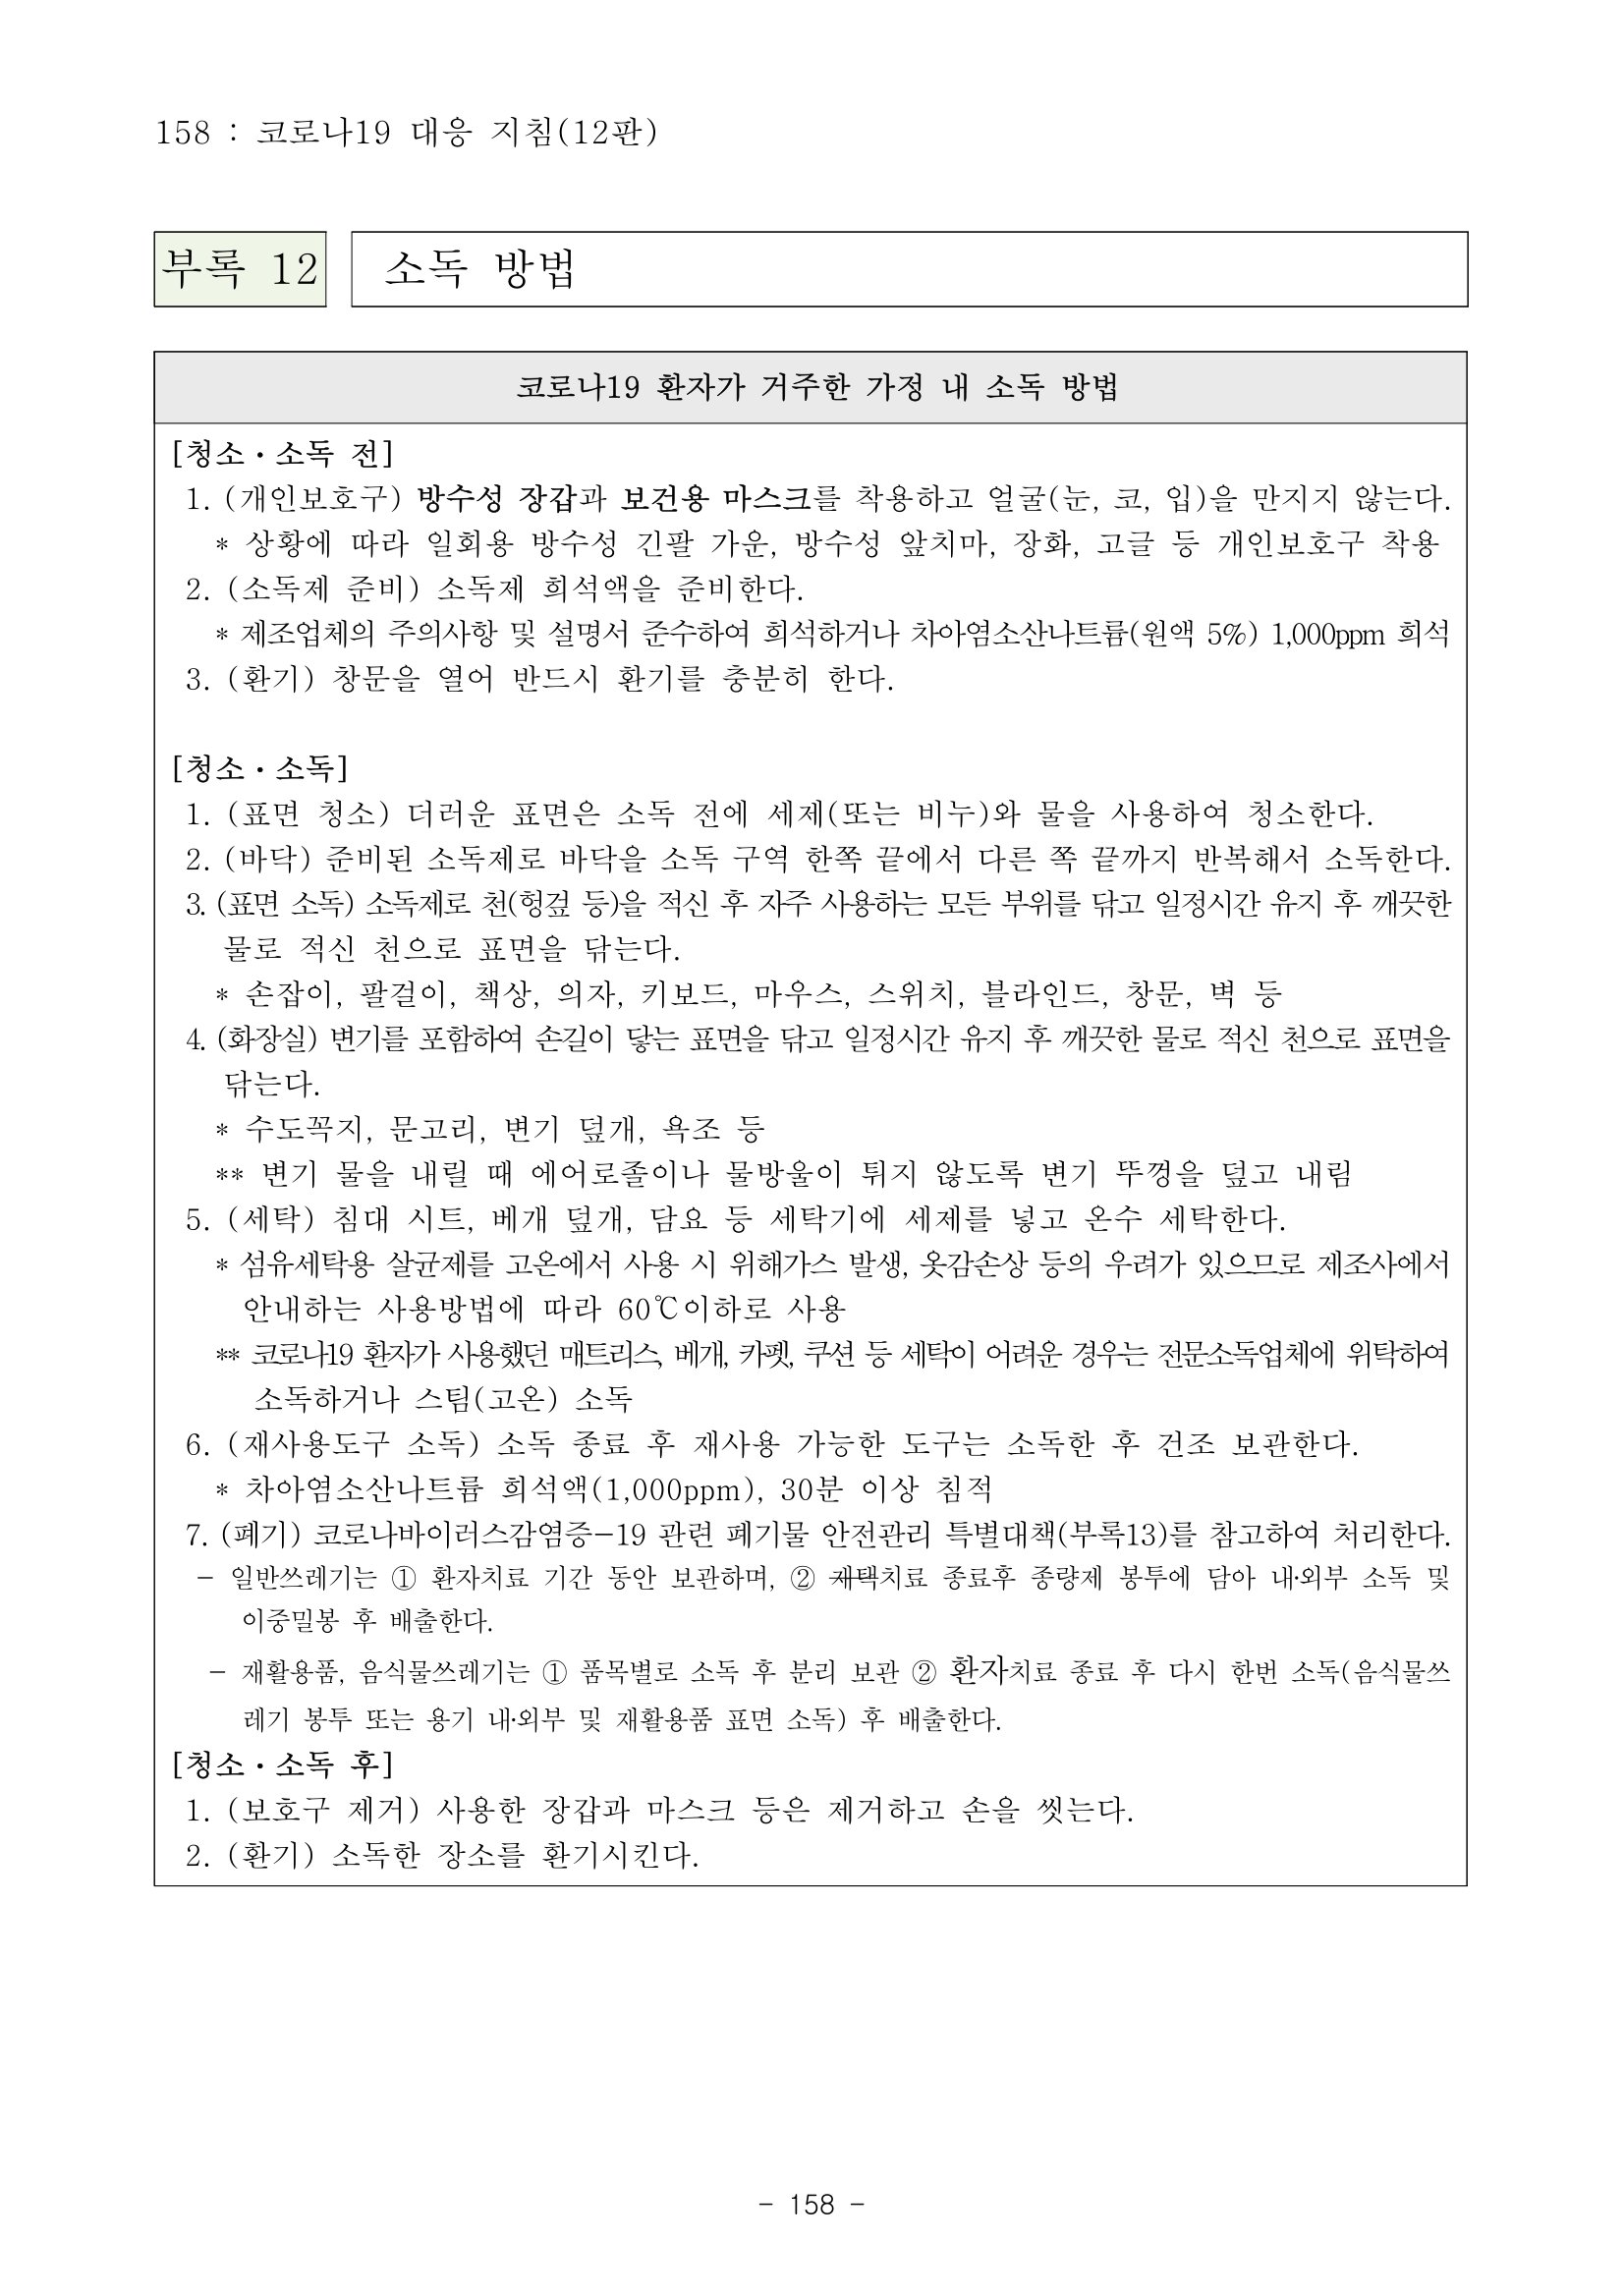 158 : 코로나19 대응 지침(12판)
부록 12
소독 방법
코로나19 환자가 거주한 가정 내 소독 방법
[청소·소독 전]
1. (개인보호구) 방수성 장갑과 보건용 마스크를 착용하고 얼굴(눈, 코, 입)을 만지지 않는다.
* 상황에 따라 일회용 방수성 긴팔 가운, 방수성 앞치마, 장화, 고글 등 개인보호구 착용
2. (소독제 준비) 소독제 희석액을 준비한다.
* 제조업체의 주의사항 및 설명서 준수하여 희석하거나 차아염소산나트륨(원액 5%) 1,000ppm 희석
3. (환기) 창문을 열어 반드시 환기를 충분히 한다.
[청소·소독]
1. (표면 청소) 더러운 표면은 소독 전에 세제(또는 비누)와 물을 사용하여 청소한다.
2. (바닥) 준비된 소독제로 바닥을 소독 구역 한쪽 끝에서 다른 쪽 끝까지 반복해서 소독한다.
3. (표면 소독) 소독제로 천(헝겊 등)을 적신 후 자주 사용하는 모든 부위를 닦고 일정시간 유지 후 깨끗한
물로 적신 천으로 표면을 닦는다.
* 손잡이, 팔걸이, 책상, 의자, 키보드, 마우스, 스위치, 블라인드, 창문, 벽 등
4. (화장실) 변기를 포함하여 손길이 닿는 표면을 닦고 일정시간 유지 후 깨끗한 물로 적신 천으로 표면을
닦는다.
* 수도꼭지, 문고리, 변기 덮개, 욕조 등
** 변기 물을 내릴 때 에어로졸이나 물방울이 튀지 않도록 변기 뚜껑을 덮고 내림
5. (세탁) 침대 시트, 베개 덮개, 담요 등 세탁기에 세제를 넣고 온수 세탁한다.
* 섬유세탁용 살균제를 고온에서 사용 시 위해가스 발생, 옷감손상 등의 우려가 있으므로 제조사에서
안내하는 사용방법에 따라 60℃이하로 사용
** 코로나19 환자가 사용했던 매트리스, 베개, 카펫, 쿠션 등 세탁이 어려운 경우는 전문소독업체에 위탁하여
소독하거나 스팀(고온) 소독
6. (재사용도구 소독) 소독 종료 후 재사용 가능한 도구는 소독한 후 건조 보관한다.
* 차아염소산나트륨 희석액(1,000ppm), 30분 이상 침적
7. (폐기) 코로나바이러스감염증-19 관련 폐기물 안전관리 특별대책(부록13)를 참고하여 처리한다.
- 일반쓰레기는 ① 환자치료 기간 동안 보관하며, ② 재택치료 종료후 종량제 봉투에 담아 내·외부 소독 및
이중밀봉 후 배출한다.
- 재활용품, 음식물쓰레기는 ① 품목별로 소독 후 분리 보관 ② 환자치료 종료 후 다시 한번 소독(음식물쓰
레기 봉투 또는 용기 내·외부 및 재활용품 표면 소독) 후 배출한다.
[청소·소독 후]
1. (보호구 제거) 사용한 장갑과 마스크 등은 제거하고 손을 씻는다.
2. (환기) 소독한 장소를 환기시킨다.
- 158 -